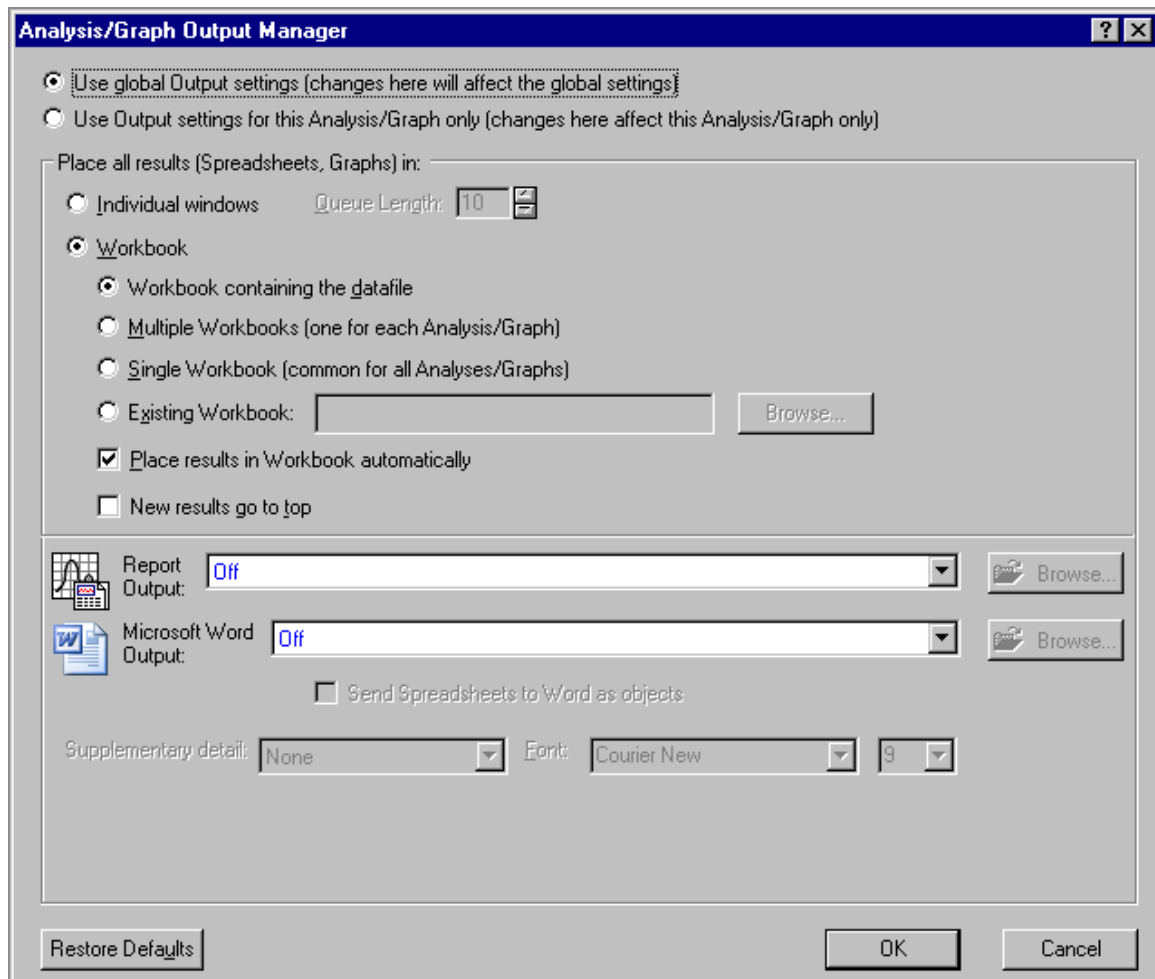 Analysis/Graph Output Manager
Use global Output settings (changes here will affect the global settings)
Use Output settings for this Analysis/Graph only (changes here affect this Analysis/Graph only)
Place all results (Spreadsheets, Graphs) in:
Individual windows Queue Length: 10
Workbook
Workbook containing the datafile
Multiple Workbooks (one for each Analysis/Graph)
Single Workbook (common for all Analyses/Graphs)
Existing Workbook: Browse...
Place results in Workbook automatically
New results go to top
Report Output: Off Browse...
Microsoft Word Output: Off Browse...
Send Spreadsheets to Word as objects
Supplementary detail: None Font: Courier New 9
Restore Defaults OK Cancel